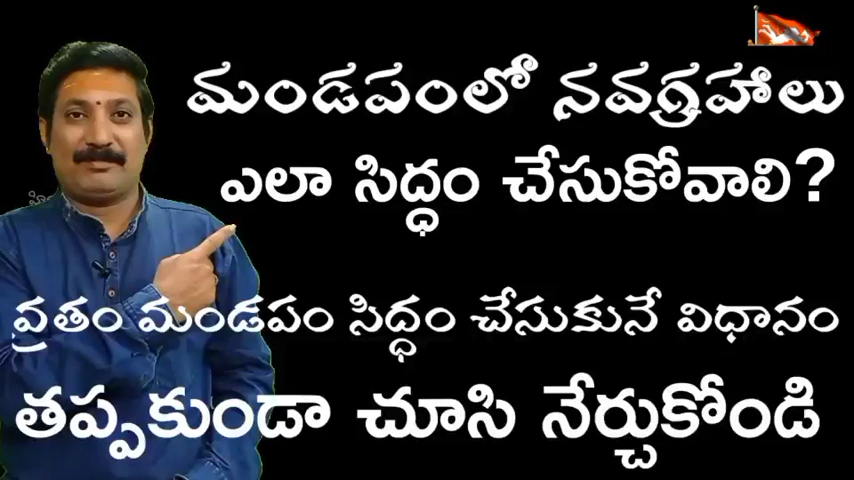 మండపంలో నవగ్రహాలు
ఎలా సిద్ధం చేసుకోవాలి?
వ్రతం మండపం సిద్ధం చేసుకునే విధానం
తప్పకుండా చూసి నేర్చుకోండి